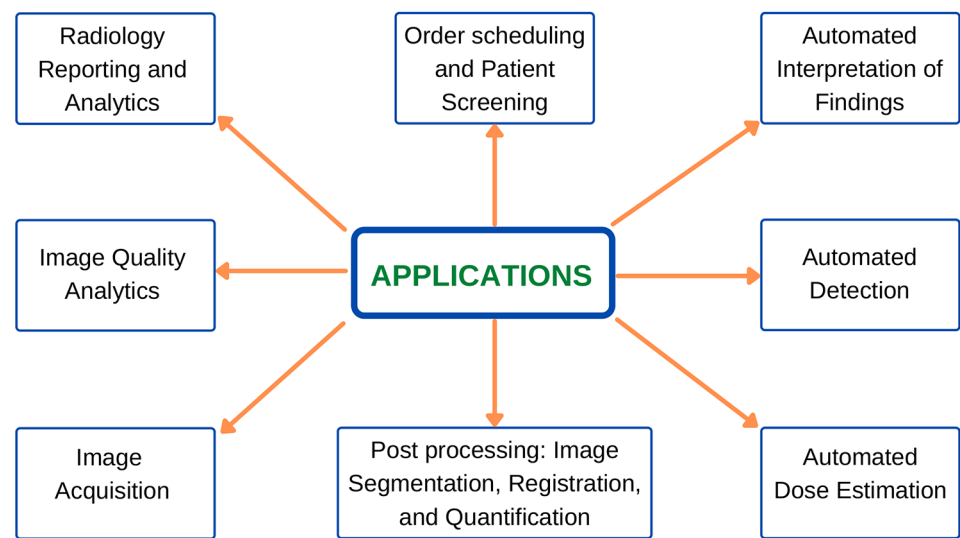 Radiology
Reporting and
Analytics
Order scheduling
and Patient
Screening
Automated
Interpretation of
Findings
Image Quality
Analytics
APPLICATIONS
Automated
Detection
Image
Acquisition
Post processing: Image
Segmentation, Registration,
and Quantification
Automated
Dose Estimation